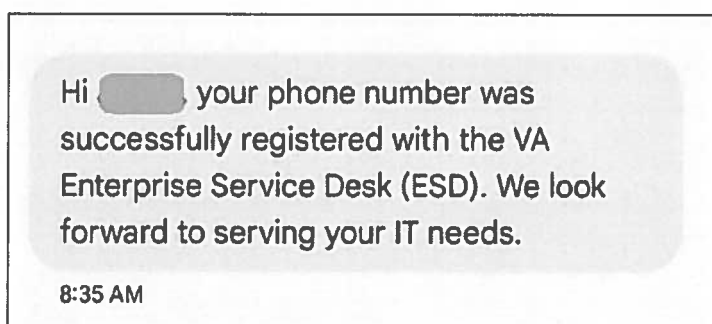 Hi , your phone number was
successfully registered with the VA
Enterprise Service Desk (ESD). We look
forward to serving your IT needs.
8:35 AM